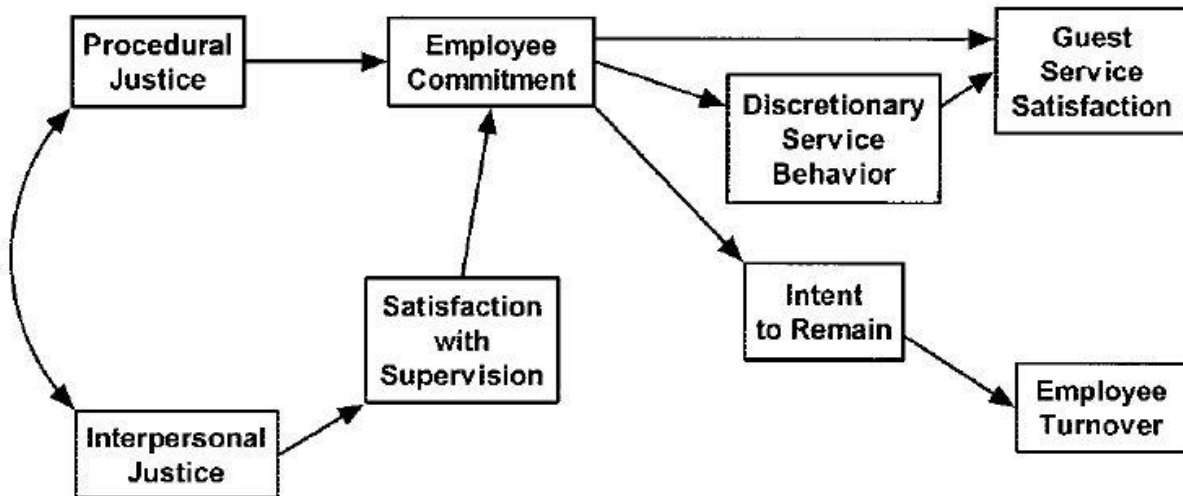 Procedural
Justice
Employee
Commitment
Guest
Service
Satisfaction
Discretionary
Service
Behavior
Satisfaction
with
Supervision
Intent
to Remain
Interpersonal
Justice
Employee
Turnover